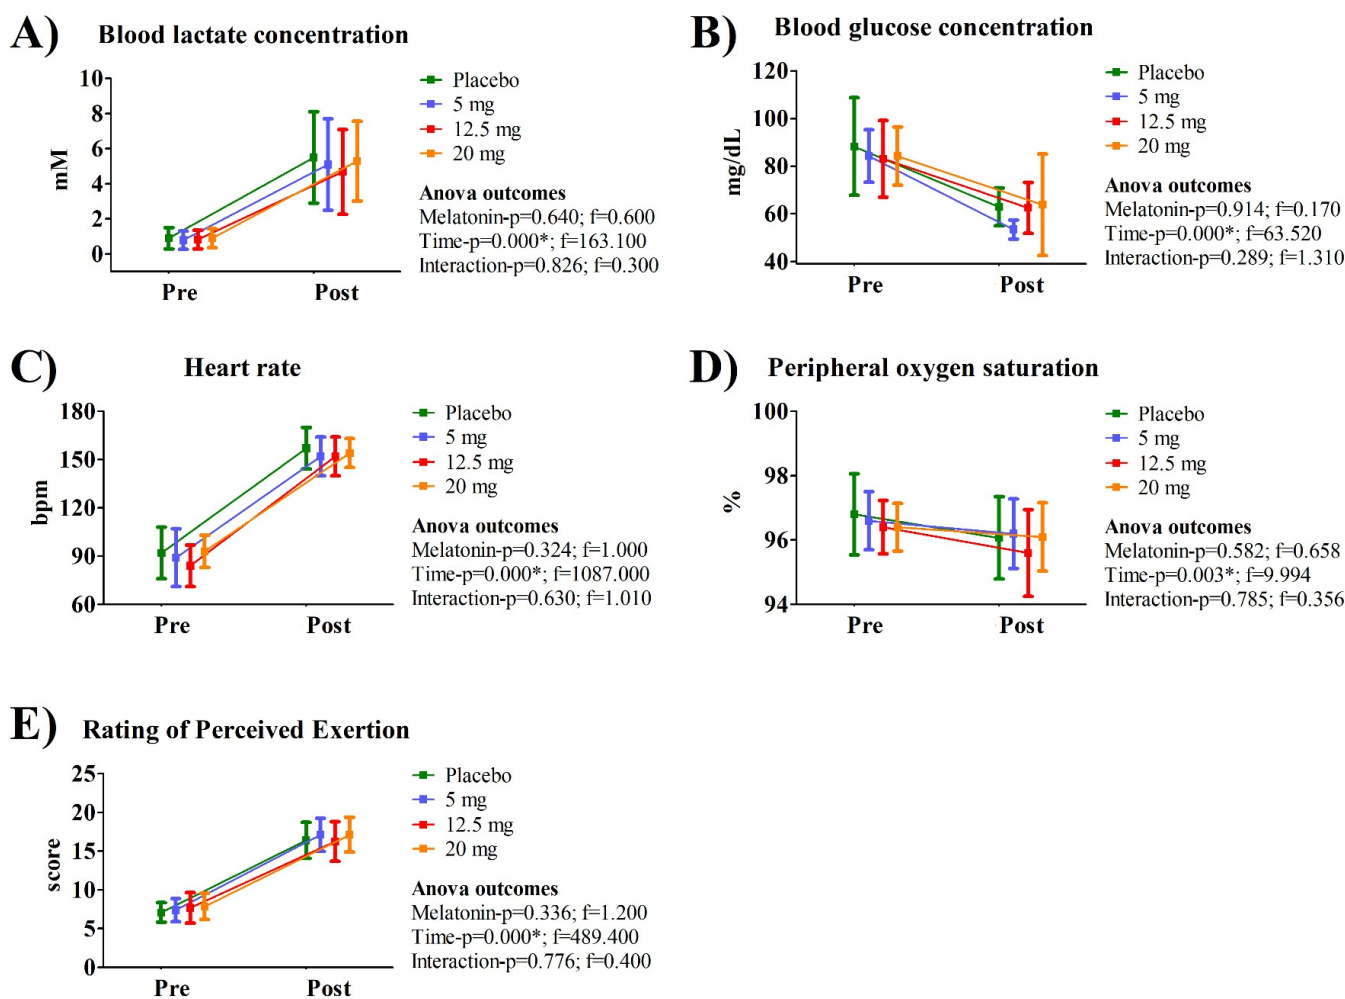 A) Blood lactate concentration
mM
10
8
6
4
2
0
Pre Post
Placebo
5 mg
12.5 mg
20 mg
Anova outcomes
Melatonin-p=0.640; f=0.600
Time-p=0.000*; f=163.100
Interaction-p=0.826; f=0.300
B) Blood glucose concentration
mg/dL
120
100
80
60
40
Pre Post
Placebo
5 mg
12.5 mg
20 mg
Anova outcomes
Melatonin-p=0.914; f=0.170
Time-p=0.000*; f=63.520
Interaction-p=0.289; f=1.310
C) Heart rate
bpm
180
150
120
90
60
Pre Post
Placebo
5 mg
12.5 mg
20 mg
Anova outcomes
Melatonin-p=0.324; f=1.000
Time-p=0.000*; f=1087.000
Interaction-p=0.630; f=1.010
D) Peripheral oxygen saturation
%
100
98
96
94
Pre Post
Placebo
5 mg
12.5 mg
20 mg
Anova outcomes
Melatonin-p=0.582; f=0.658
Time-p=0.003*; f=9.994
Interaction-p=0.785; f=0.356
E) Rating of Perceived Exertion
score
25
20
15
10
5
0
Pre Post
Placebo
5 mg
12.5 mg
20 mg
Anova outcomes
Melatonin-p=0.336; f=1.200
Time-p=0.000*; f=489.400
Interaction-p=0.776; f=0.400